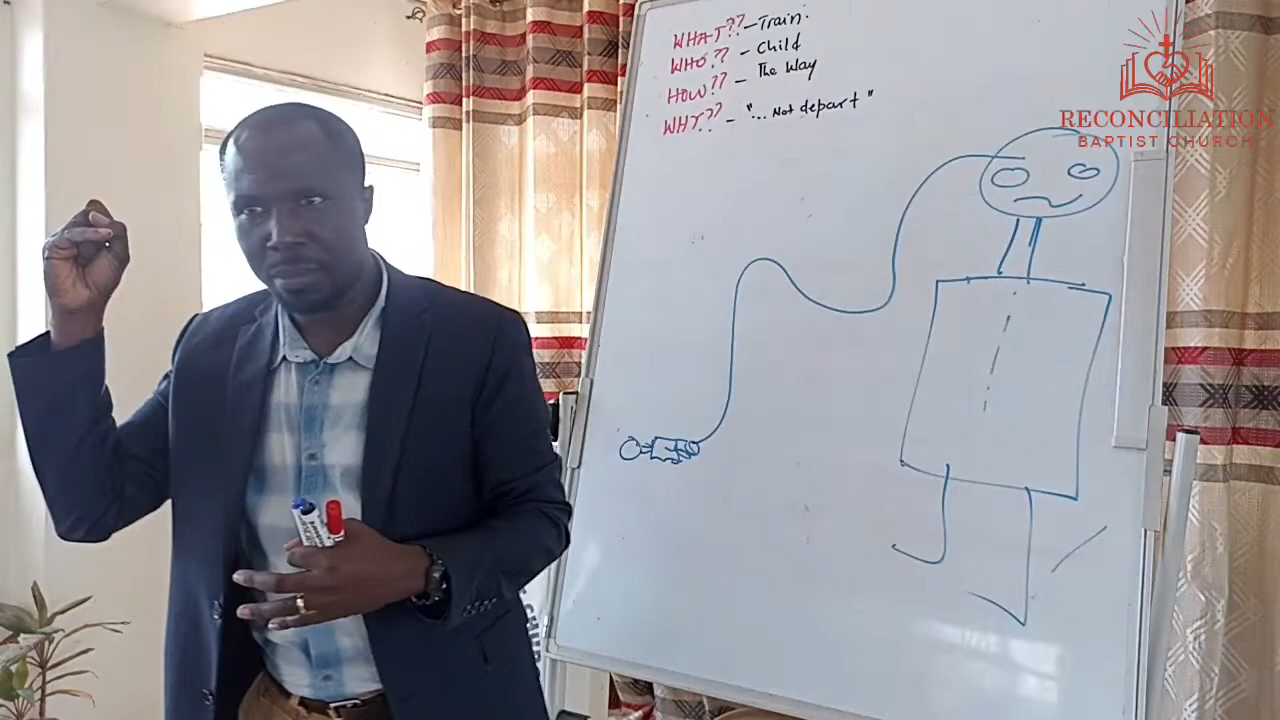 WHAT?? – Train.
WHO?? – Child
HOW?? – The Way
WHY?? – "... Not depart"
RECONCILIATION
BAPTIST CHURCH